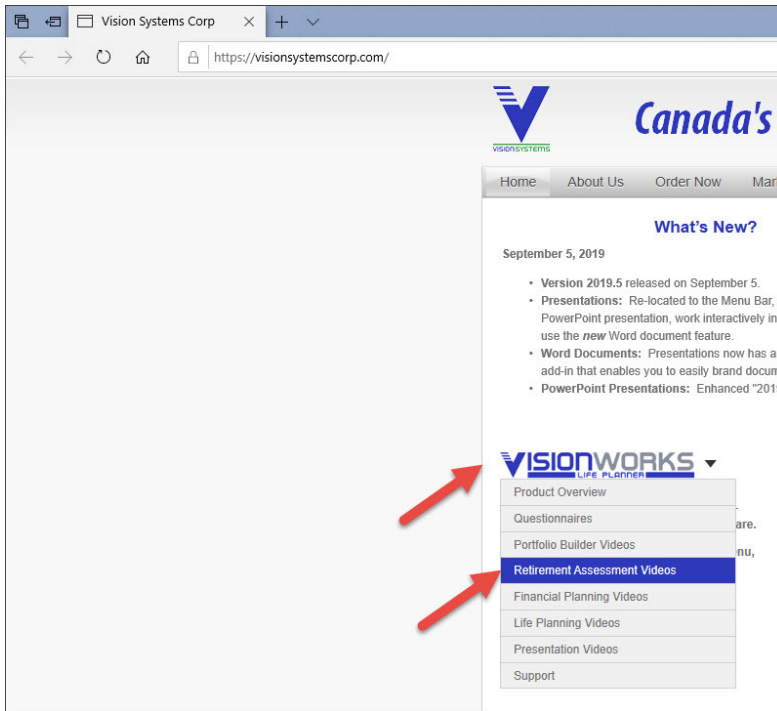 Vision Systems Corp
https://visionsystemscorp.com/
VISIONSYSTEMS
Canada's
Home About Us Order Now Mar
What's New?
September 5, 2019
• Version 2019.5 released on September 5.
• Presentations: Re-located to the Menu Bar,
PowerPoint presentation, work interactively in
use the new Word document feature.
• Word Documents: Presentations now has a
add-in that enables you to easily brand docum
• PowerPoint Presentations: Enhanced "201
VISIONWORKS
LIFE PLANNER
Product Overview
Questionnaires
are.
Portfolio Builder Videos
nu,
Retirement Assessment Videos
Financial Planning Videos
Life Planning Videos
Presentation Videos
Support